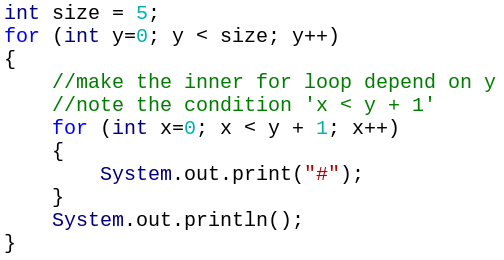 int size = 5;
for (int y=0; y < size; y++)
{
    //make the inner for loop depend on y
    //note the condition 'x < y + 1'
    for (int x=0; x < y + 1; x++)
    {
        System.out.print("#");
    }
    System.out.println();
}